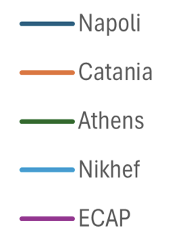 Napoli
Catania
Athens
Nikhef
ECAP